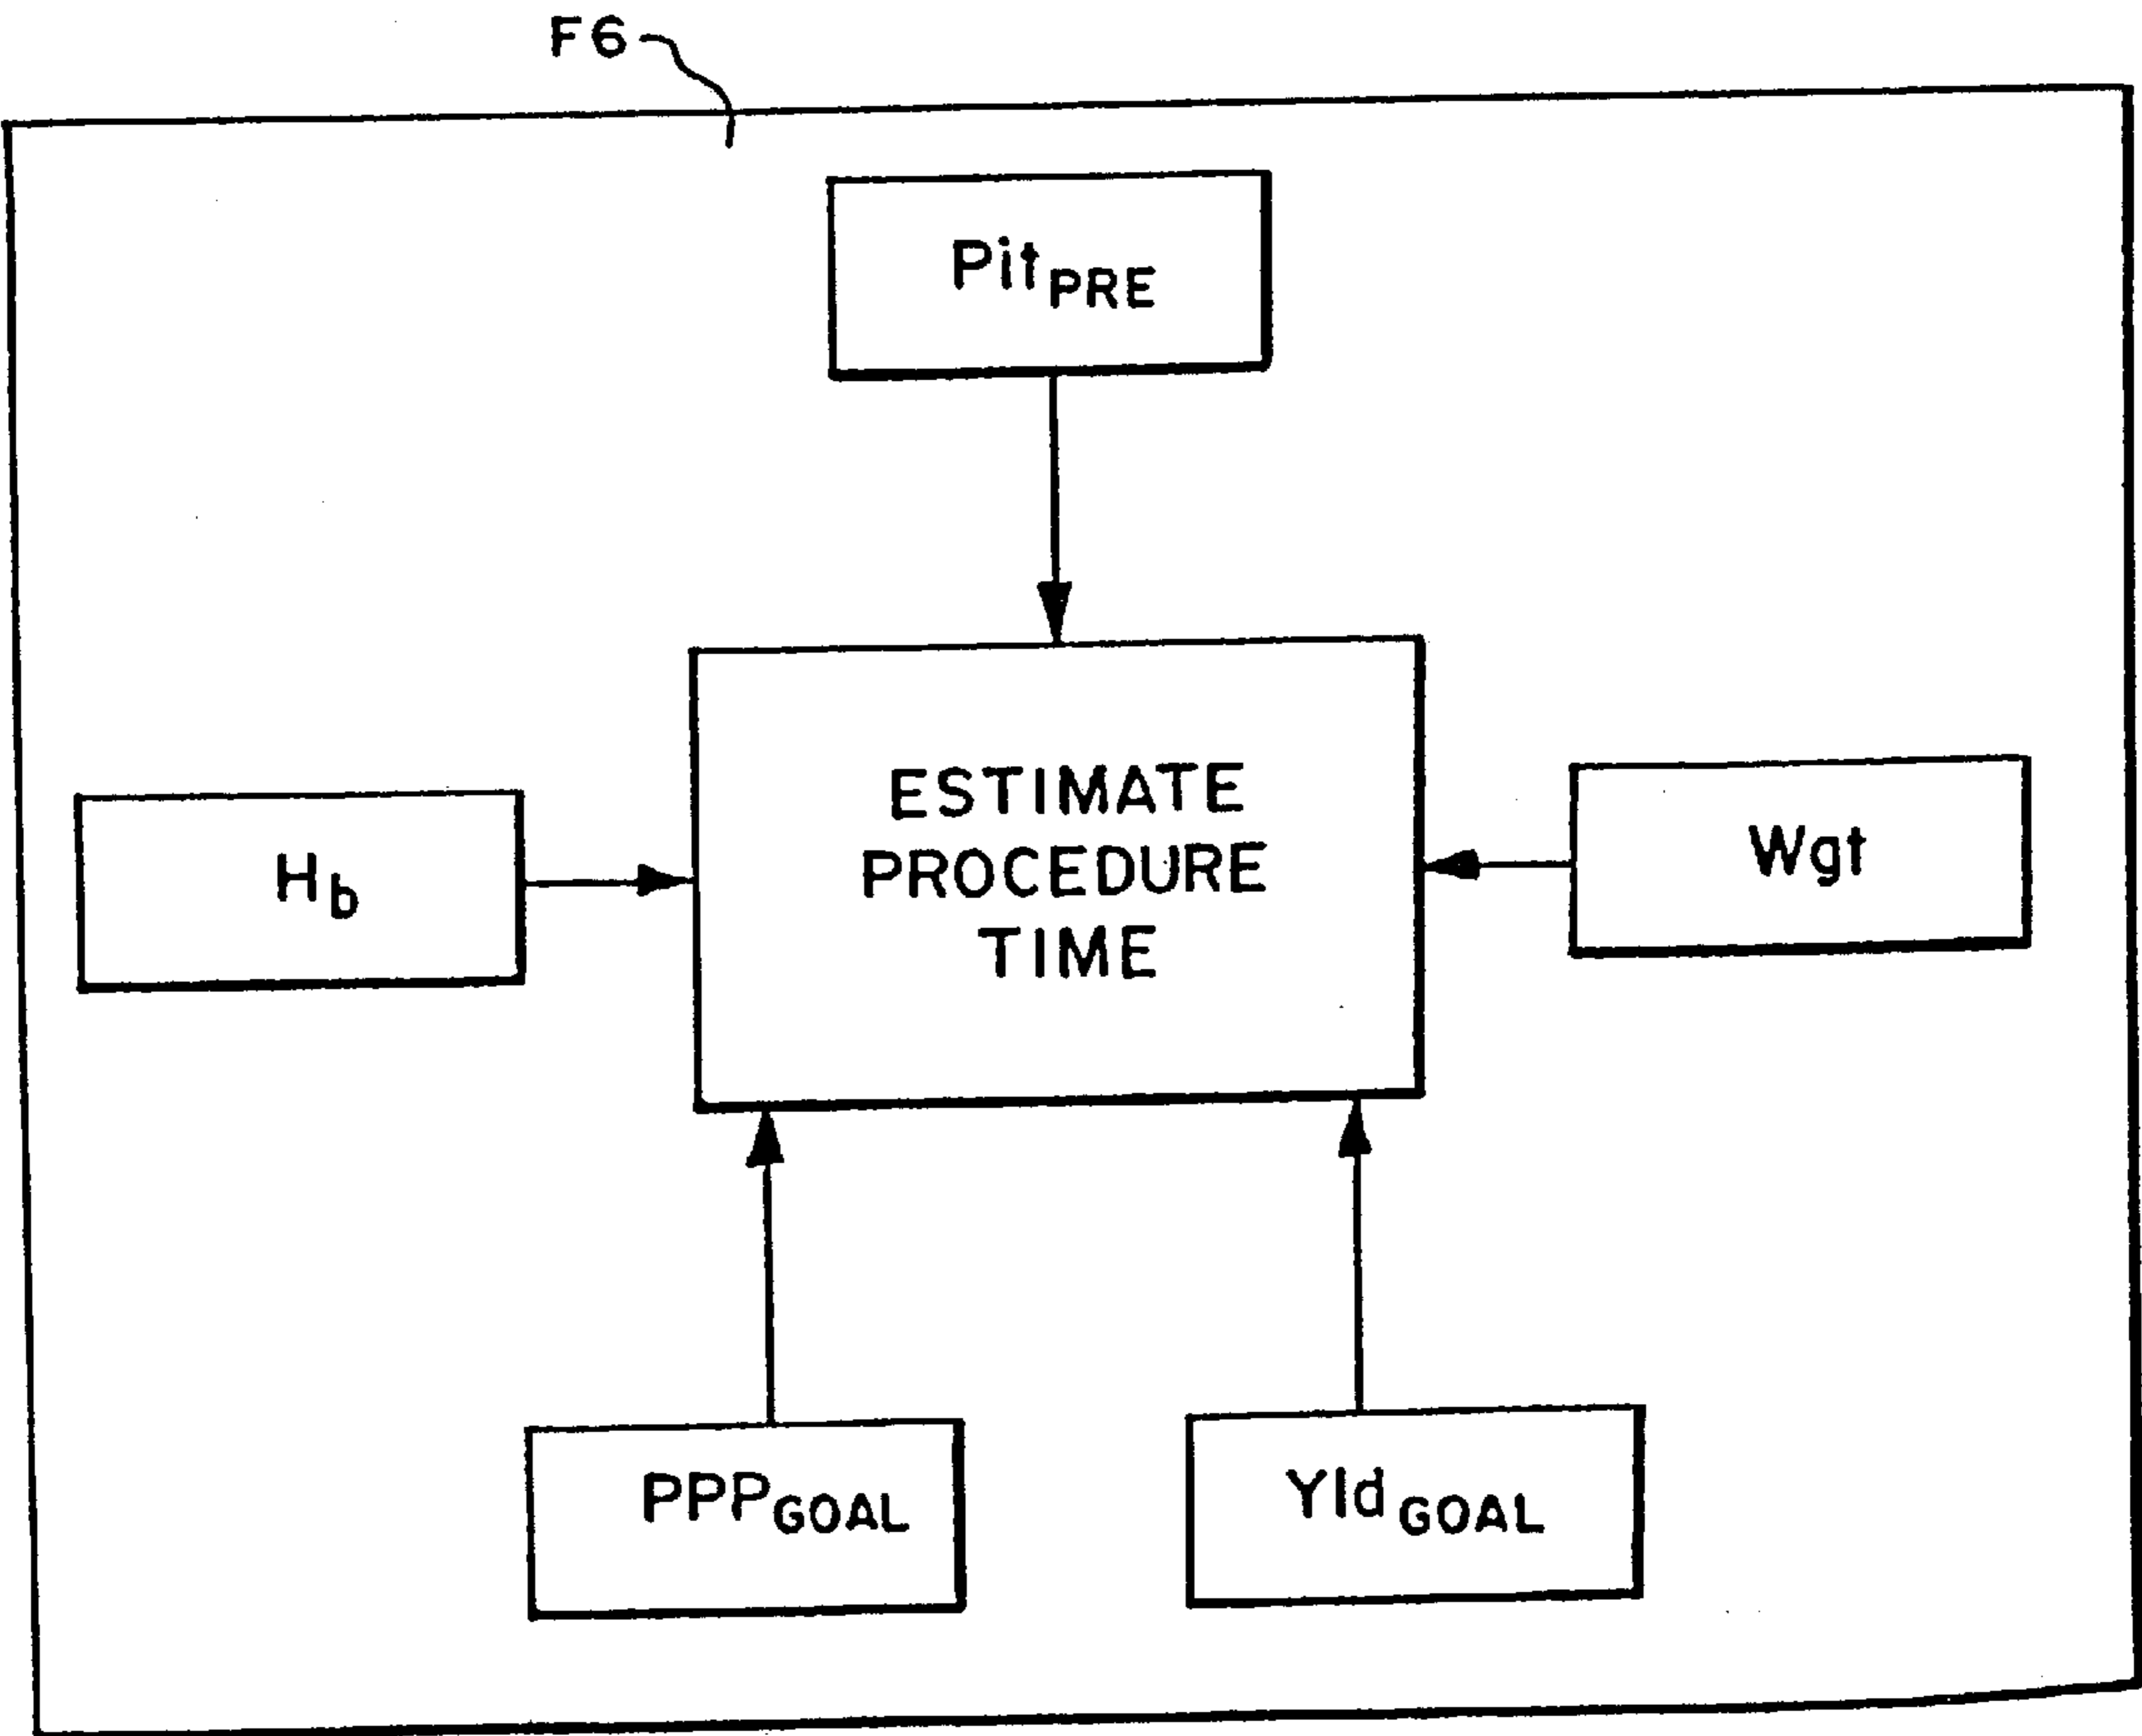 F6
Pit PRE
ESTIMATE
PROCEDURE
TIME
Hb
Wgt
PPP GOAL
Yld GOAL